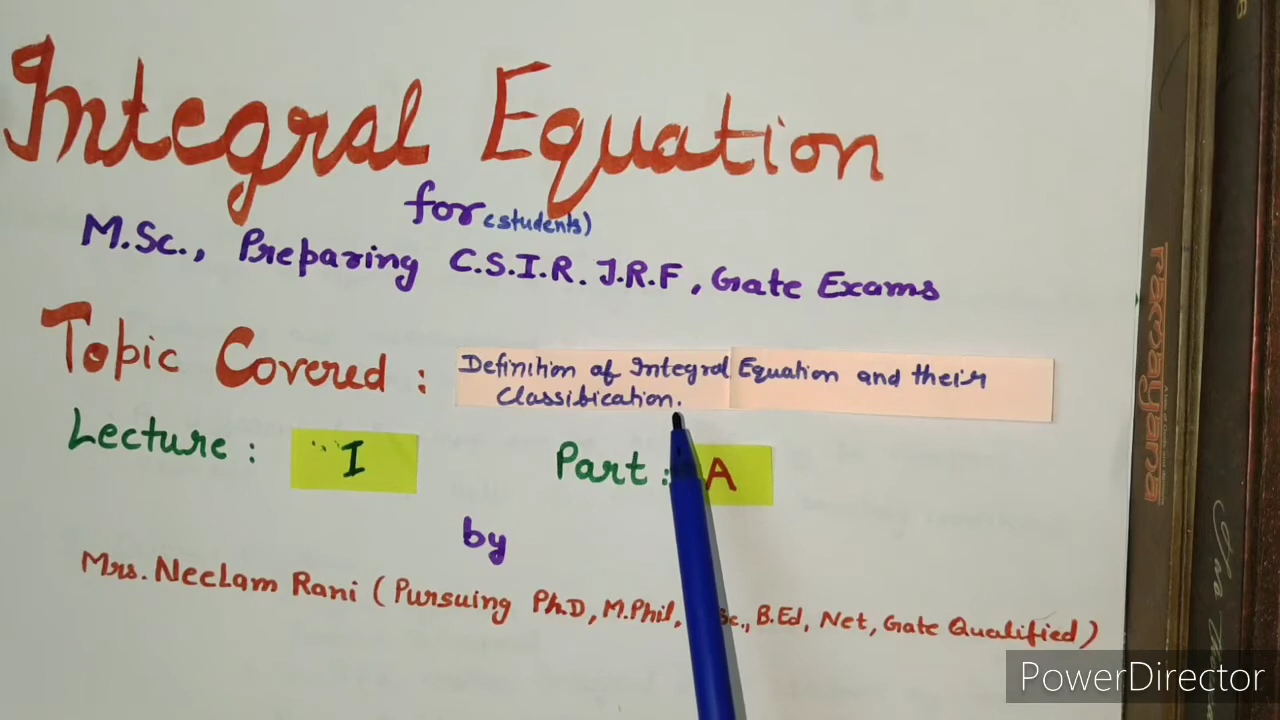 Integral Equation
for (students)
M.Sc., Preparing C.S.I.R. J.R.F, Gate Exams
Topic Covered : Definition of Integral Equation and their
Classification.
Lecture : I Part : A
by
Mrs. Neelam Rani (Pursuing Ph.D, M.Phil, Sc., B.Ed, Net, Gate Qualified)
Ramayana
PowerDirector